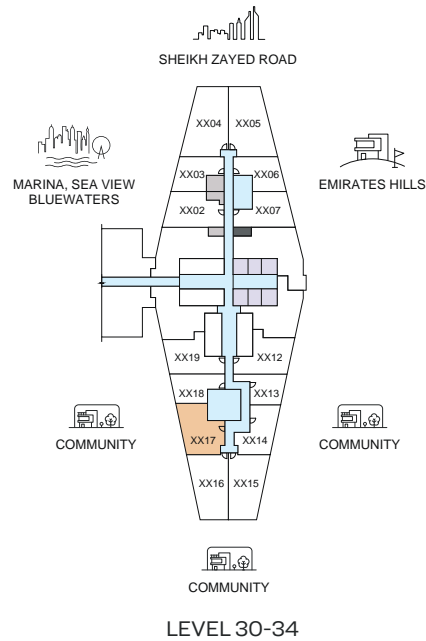 SHEIKH ZAYED ROAD
XX04 XX05
MARINA, SEA VIEW
BLUEWATERS
EMIRATES HILLS
XX03 XX06
XX02 XX07
XX19 XX12
XX18 XX13
COMMUNITY
XX17 XX14
COMMUNITY
XX16 XX15
COMMUNITY
LEVEL 30-34